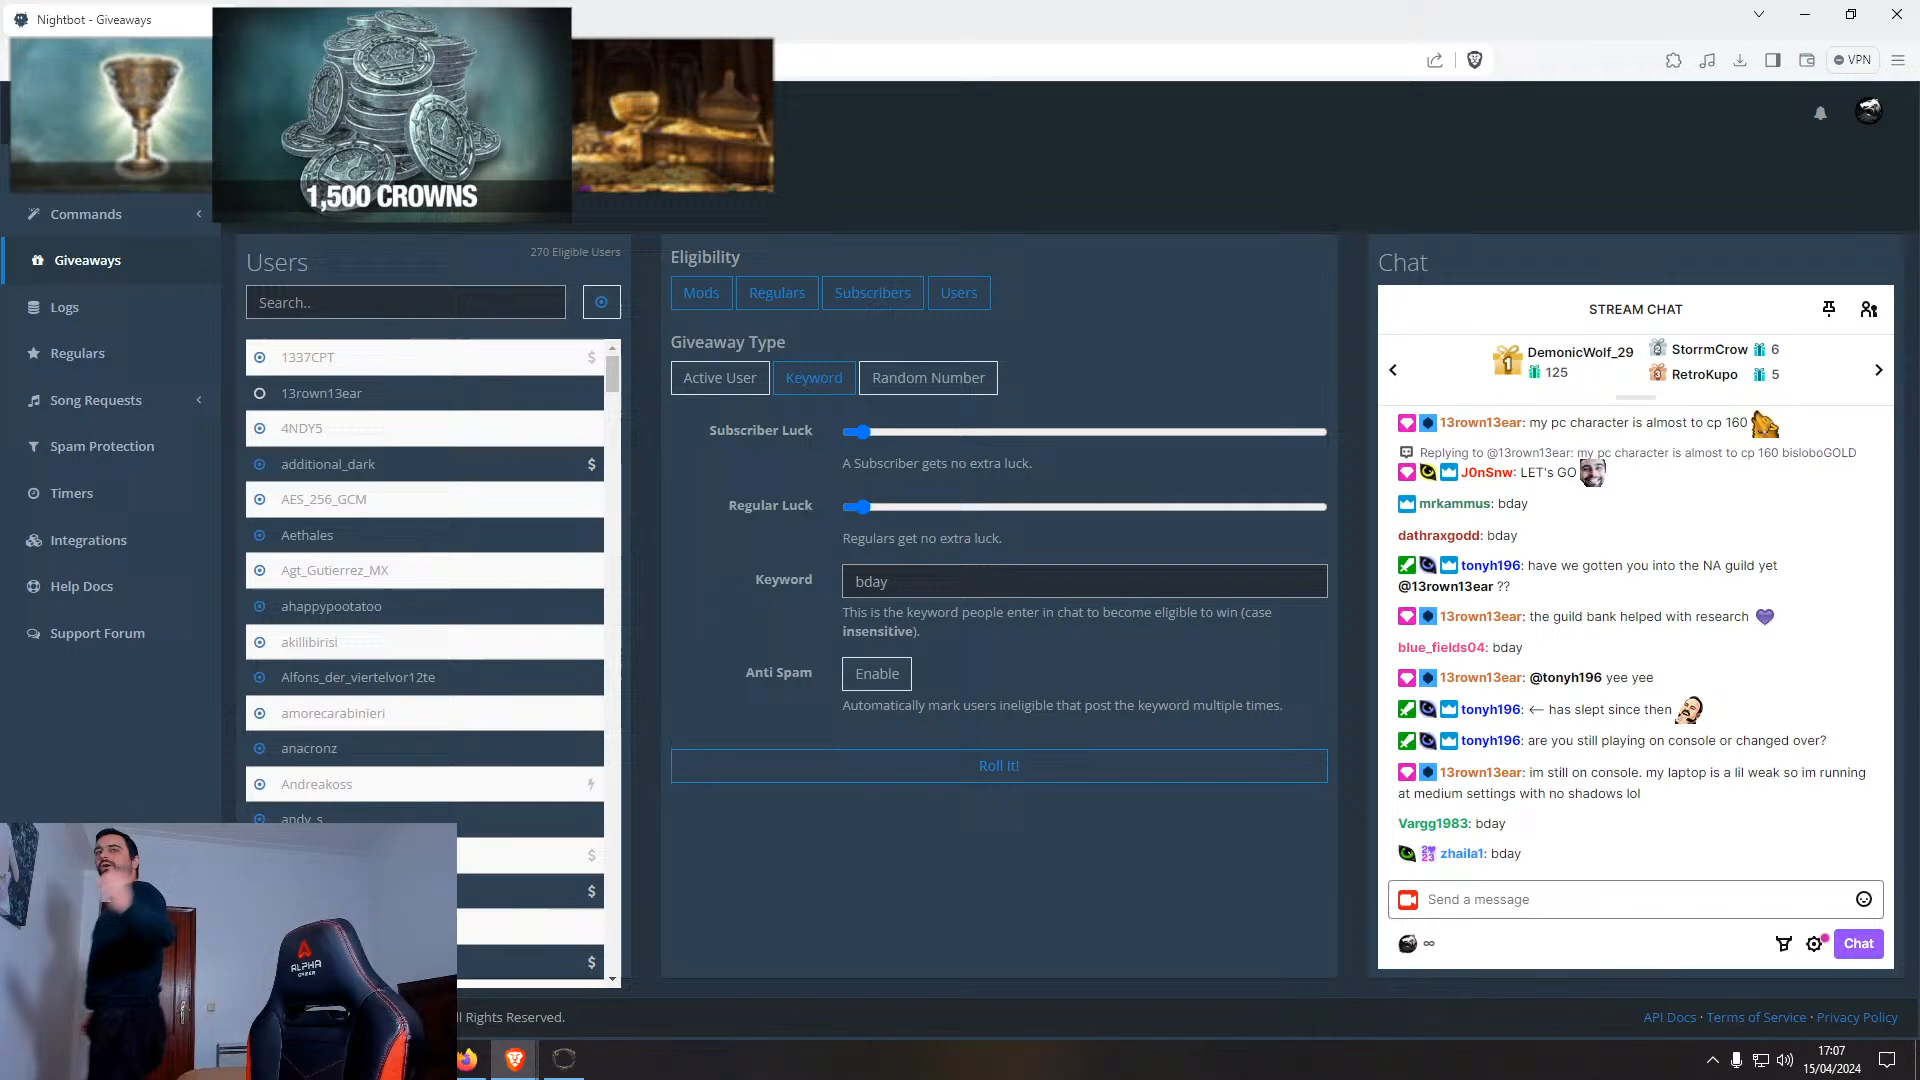 Nightbot - Giveaways
1,500 CROWNS
VPN
Commands
Giveaways
Logs
Regulars
Song Requests
Spam Protection
Timers
Integrations
Help Docs
Support Forum
Users
270 Eligible Users
Search..
1337CPT
$
13rown13ear
4NDY5
additional_dark
$
AES_256_GCM
Aethales
Agt_Gutierrez_MX
ahappypootatoo
akillibirisi
Alfons_der_viertelvor12te
amorecarabinieri
anacronz
Andreakoss
andy_s
$
$
$
ALPHA
GAMER
Eligibility
Mods
Regulars
Subscribers
Users
Giveaway Type
Active User
Keyword
Random Number
Subscriber Luck
A Subscriber gets no extra luck.
Regular Luck
Regulars get no extra luck.
Keyword
bday
This is the keyword people enter in chat to become eligible to win (case
insensitive).
Anti Spam
Enable
Automatically mark users ineligible that post the keyword multiple times.
Roll It!
Chat
STREAM CHAT
1 DemonicWolf_29
125
2 StorrmCrow 6
3 RetroKupo 5
13rown13ear: my pc character is almost to cp 160
Replying to @13rown13ear: my pc character is almost to cp 160 bisloboGOLD
J0nSnw: LET'S GO
mrkammus: bday
dathraxgodd: bday
tonyh196: have we gotten you into the NA guild yet
@13rown13ear ??
13rown13ear: the guild bank helped with research
blue_fields04: bday
13rown13ear: @tonyh196 yee yee
tonyh196: <-- has slept since then
tonyh196: are you still playing on console or changed over?
13rown13ear: im still on console. my laptop is a lil weak so im running
at medium settings with no shadows lol
Vargg1983: bday
zhaila1: bday
Send a message
∞
Chat
ll Rights Reserved.
API Docs · Terms of Service · Privacy Policy
17:07
15/04/2024